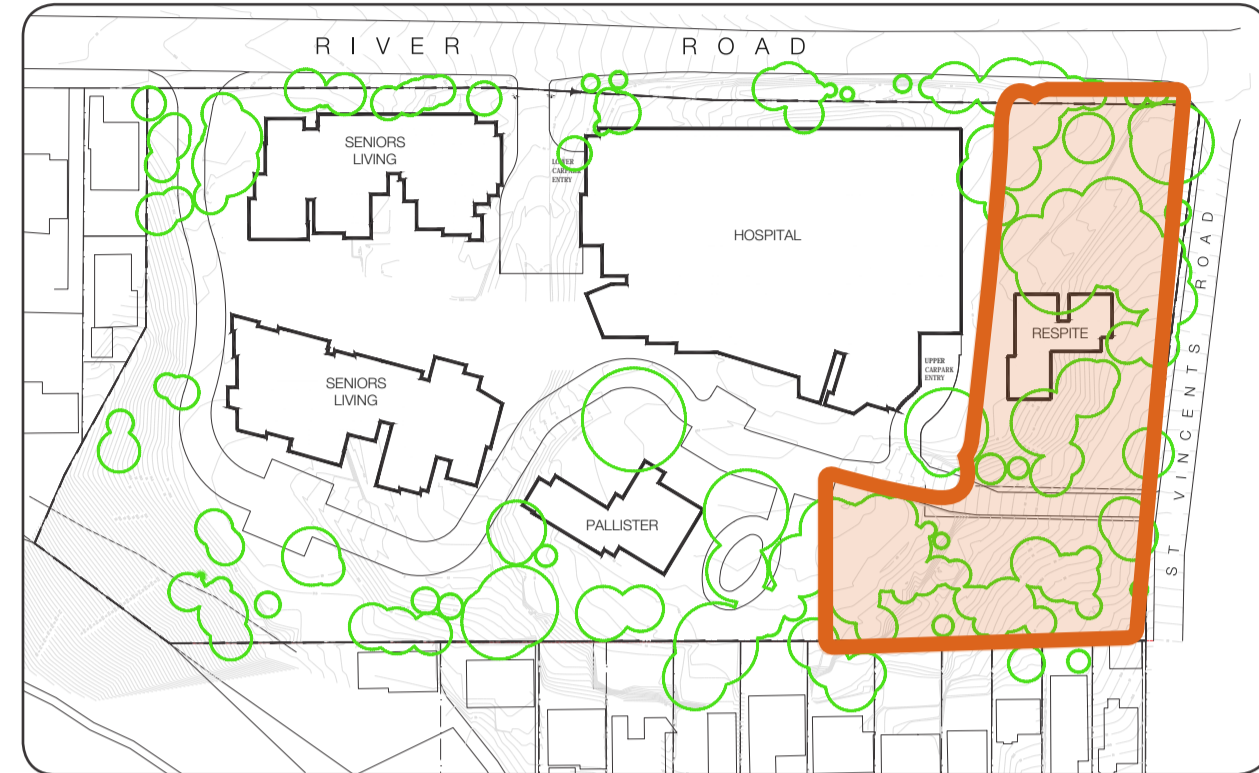 RIVER ROAD
SENIORS
LIVING
LOWER
CARPARK
ENTRY
HOSPITAL
ST VINCENTS ROAD
RESPITE
UPPER
CARPARK
ENTRY
SENIORS
LIVING
PALLISTER